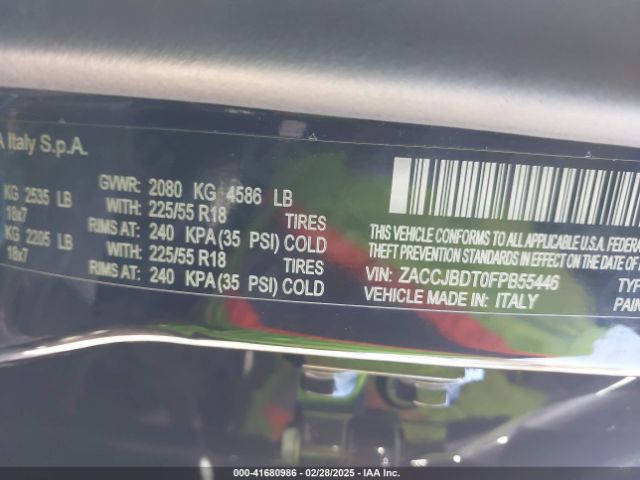 A Italy S.p.A.
GVWR: 2080 KG 4586 LB
KG 2535 LB WITH: 225/55 R18 TIRES
18x7 RIMS AT: 240 KPA (35 PSI) COLD
KG 2205 LB WITH: 225/55 R18 TIRES
18x7 RIMS AT: 240 KPA (35 PSI) COLD
THIS VEHICLE CONFORMS TO ALL APPLICABLE U.S.A. FEDERAL
THEFT PREVENTION STANDARDS IN EFFECT ON THE DATE OF
VIN: ZACCJBDT0FPB55446 TYP
VEHICLE MADE IN: ITALY PAIN
000-41680986 - 02/28/2025 - IAA Inc.